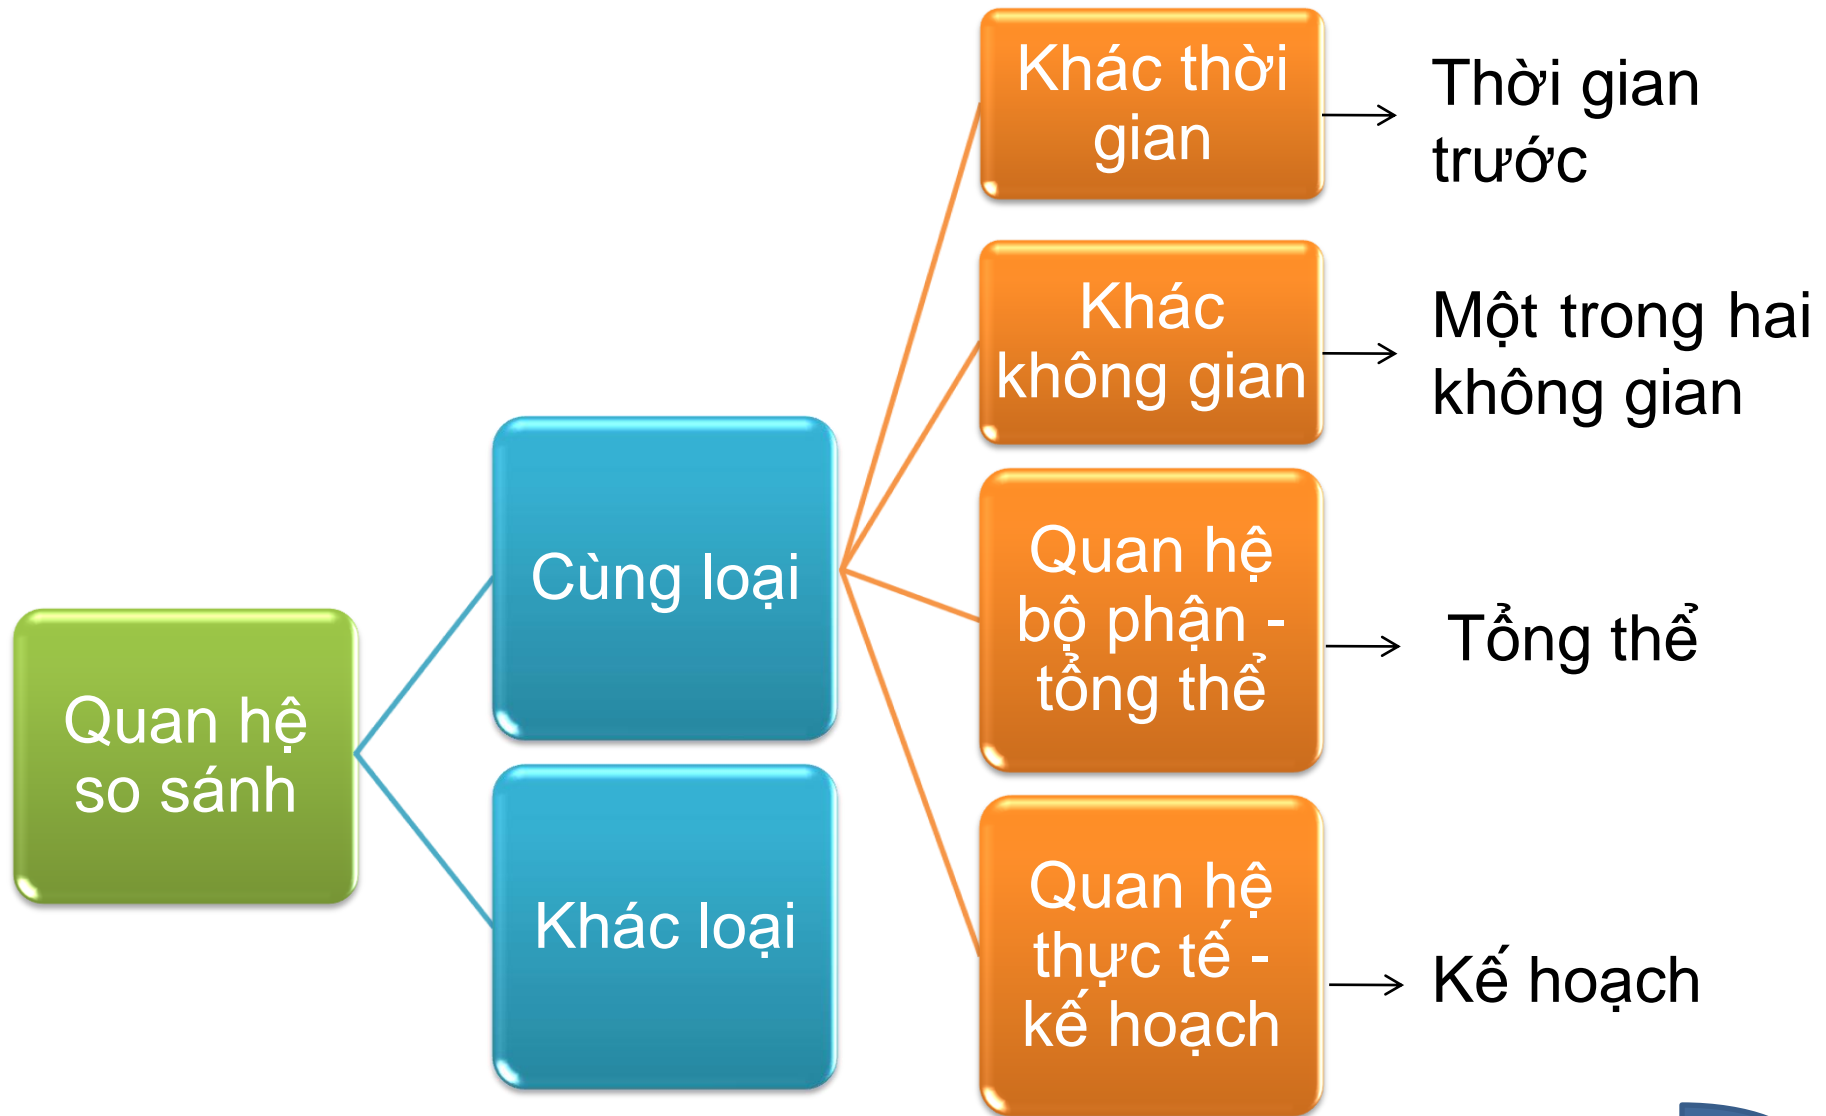 Quan hệ
so sánh
Cùng loại
Khác loại
Khác thời
gian
Thời gian
trước
Khác
không gian
Một trong hai
không gian
Quan hệ
bộ phận -
tổng thể
Tổng thể
Quan hệ
thực tế -
kế hoạch
Kế hoạch